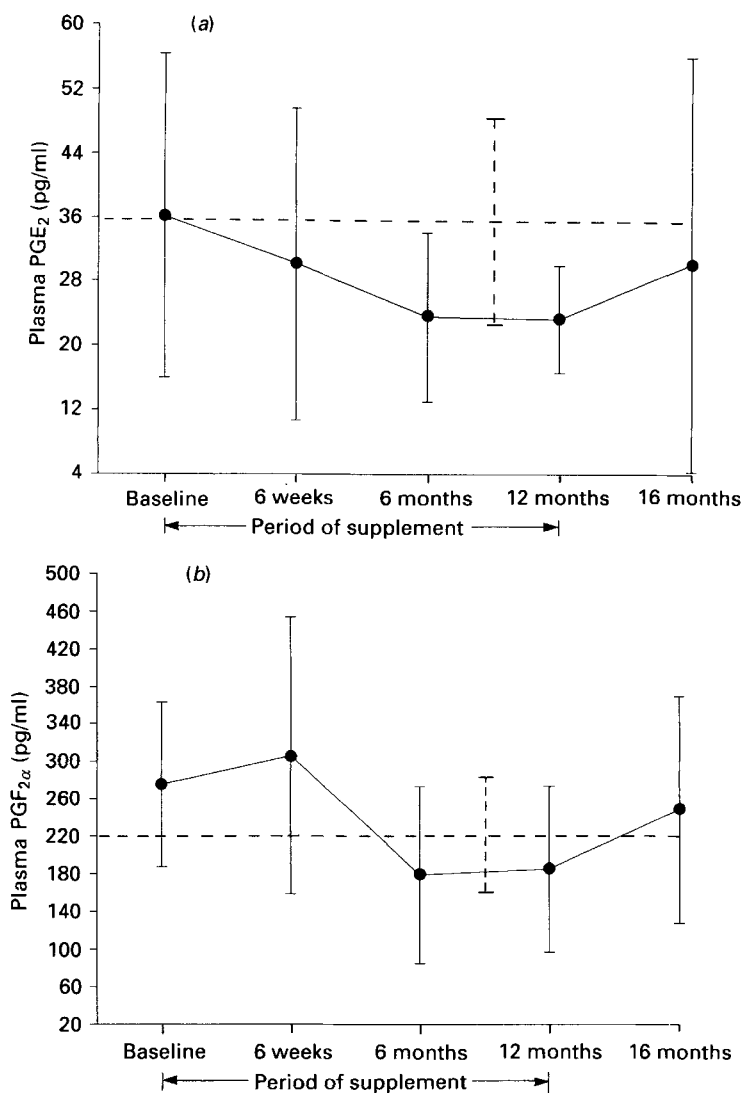 (a)
Plasma PGE₂ (pg/ml)
60
52
44
36
28
20
12
4
Baseline 6 weeks 6 months 12 months 16 months
Period of supplement
(b)
Plasma PGF₂α (pg/ml)
500
460
420
380
340
300
260
220
180
140
100
60
20
Baseline 6 weeks 6 months 12 months 16 months
Period of supplement